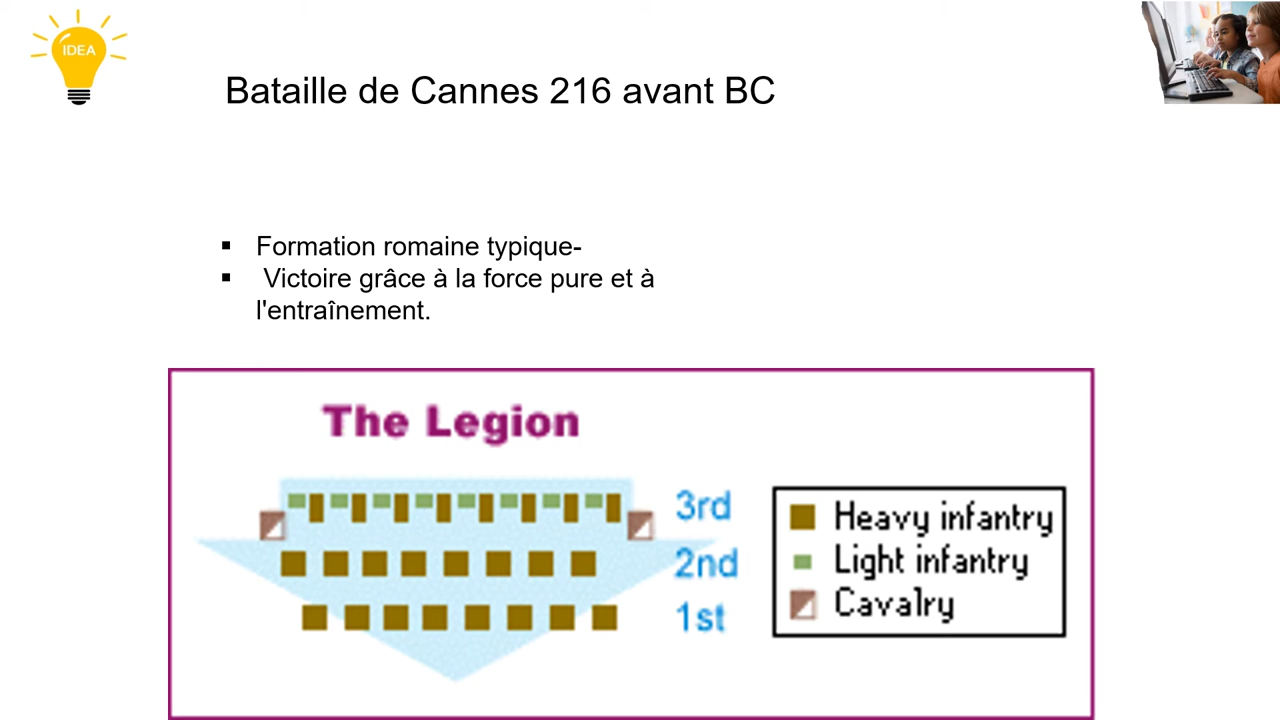 IDEA
Bataille de Cannes 216 avant BC
▪ Formation romaine typique-
▪ Victoire grâce à la force pure et à
l'entraînement.
The Legion
3rd
2nd
1st
Heavy infantry
Light infantry
Cavalry